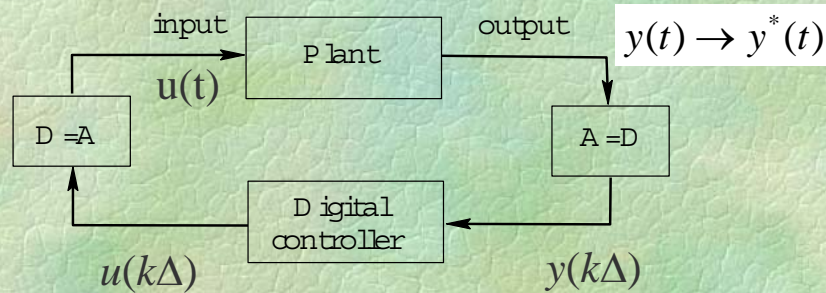 input
output
y(t) → y*(t)
Plant
u(t)
D =A
A =D
Digital
controller
u(kΔ)
y(kΔ)